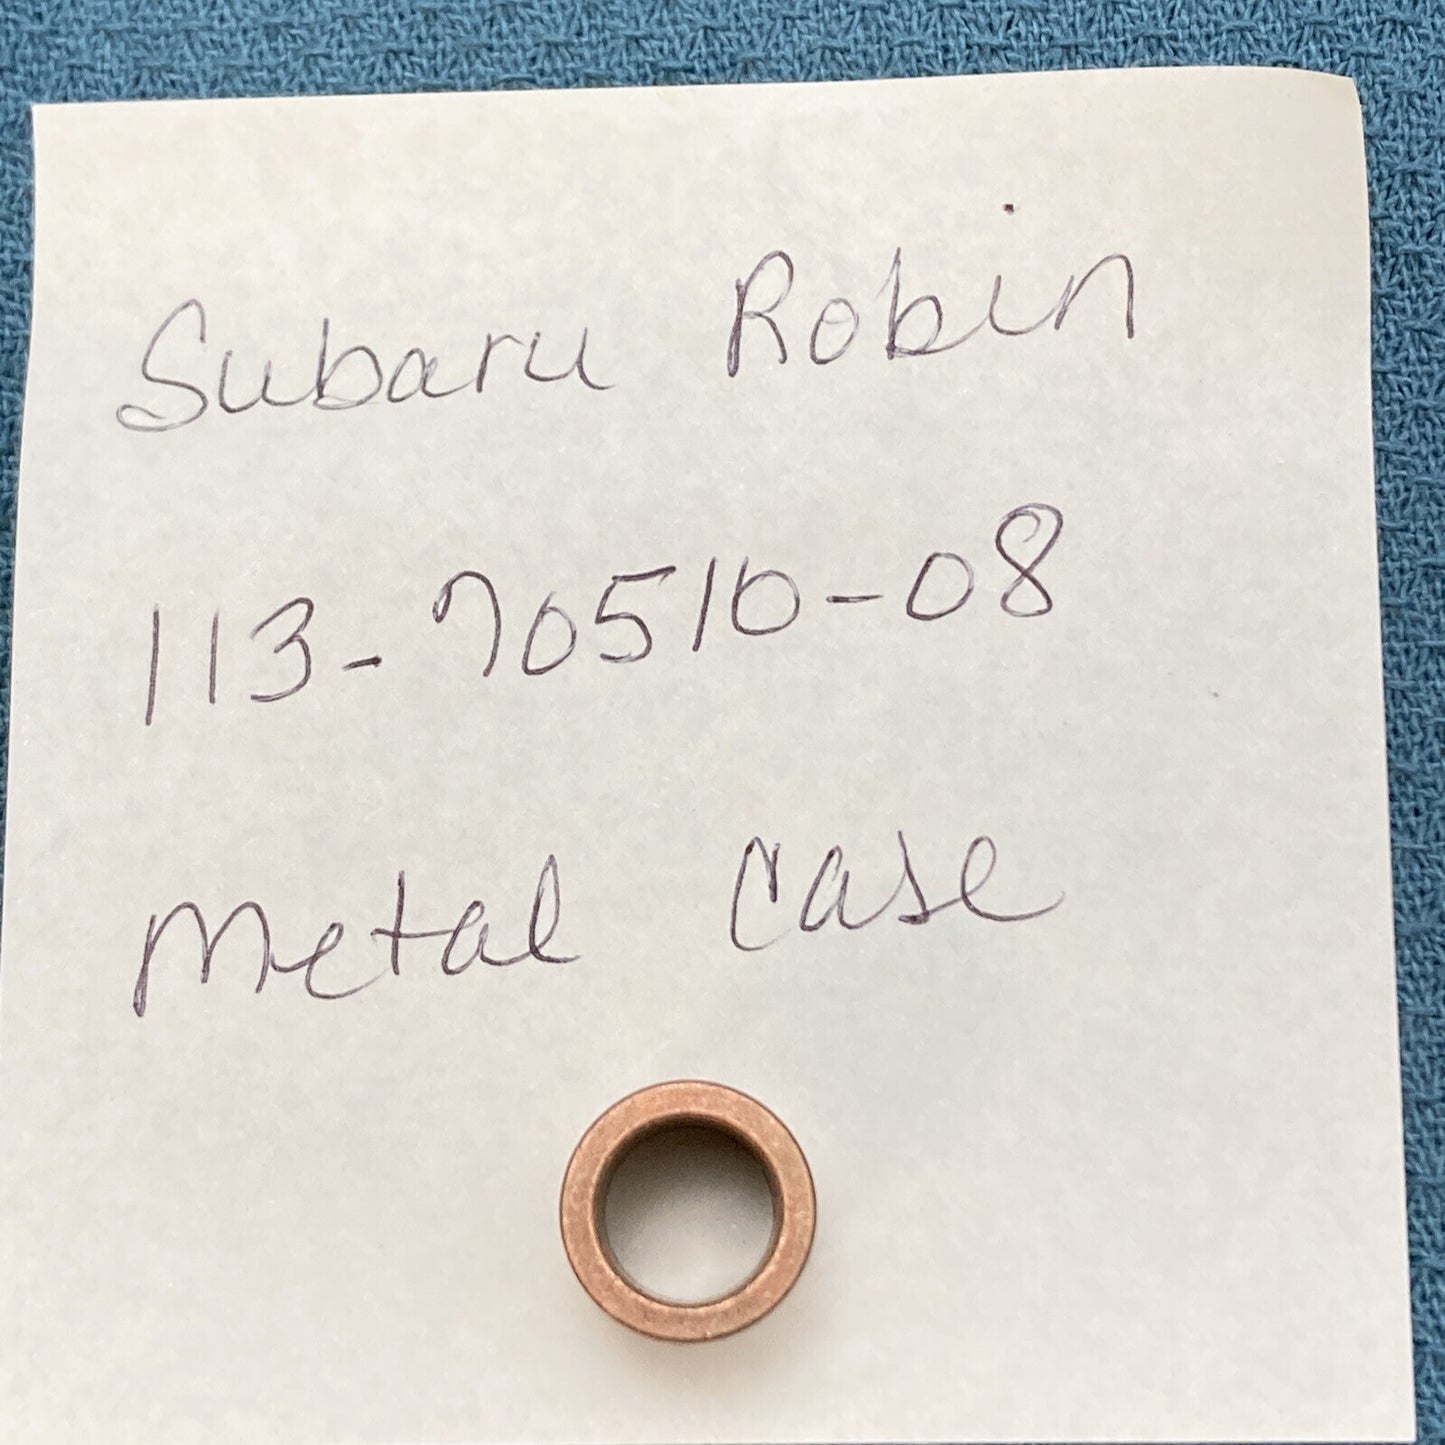 Subaru Robin
113-70510-08
Metal Case